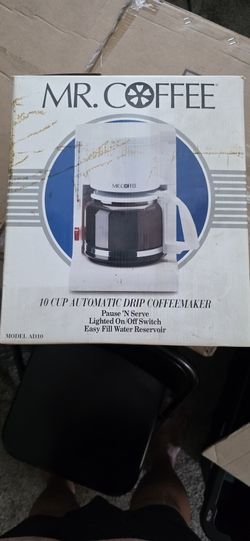 MR. COFFEE
MR. COFFEE
10 CUP AUTOMATIC DRIP COFFEEMAKER
Pause 'N Serve
Lighted On/Off Switch
Easy Fill Water Reservoir
MODEL AD10